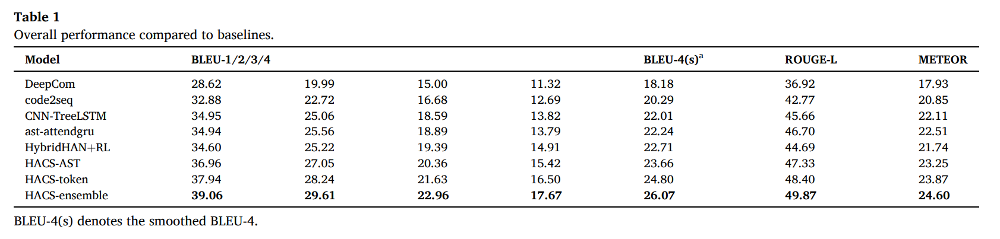 Table 1
Overall performance compared to baselines.
Model BLEU-1/2/3/4 BLEU-4(s)a ROUGE-L METEOR
DeepCom 28.62 19.99 15.00 11.32 18.18 36.92 17.93
code2seq 32.88 22.72 16.68 12.69 20.29 42.77 20.85
CNN-TreeLSTM 34.95 25.06 18.59 13.82 22.01 45.66 22.11
ast-attendgru 34.94 25.56 18.89 13.79 22.24 46.70 22.51
HybridHAN+RL 34.60 25.22 19.39 14.91 22.71 44.69 21.74
HACS-AST 36.96 27.05 20.36 15.42 23.66 47.33 23.25
HACS-token 37.94 28.24 21.63 16.50 24.80 48.40 23.87
HACS-ensemble 39.06 29.61 22.96 17.67 26.07 49.87 24.60
BLEU-4(s) denotes the smoothed BLEU-4.